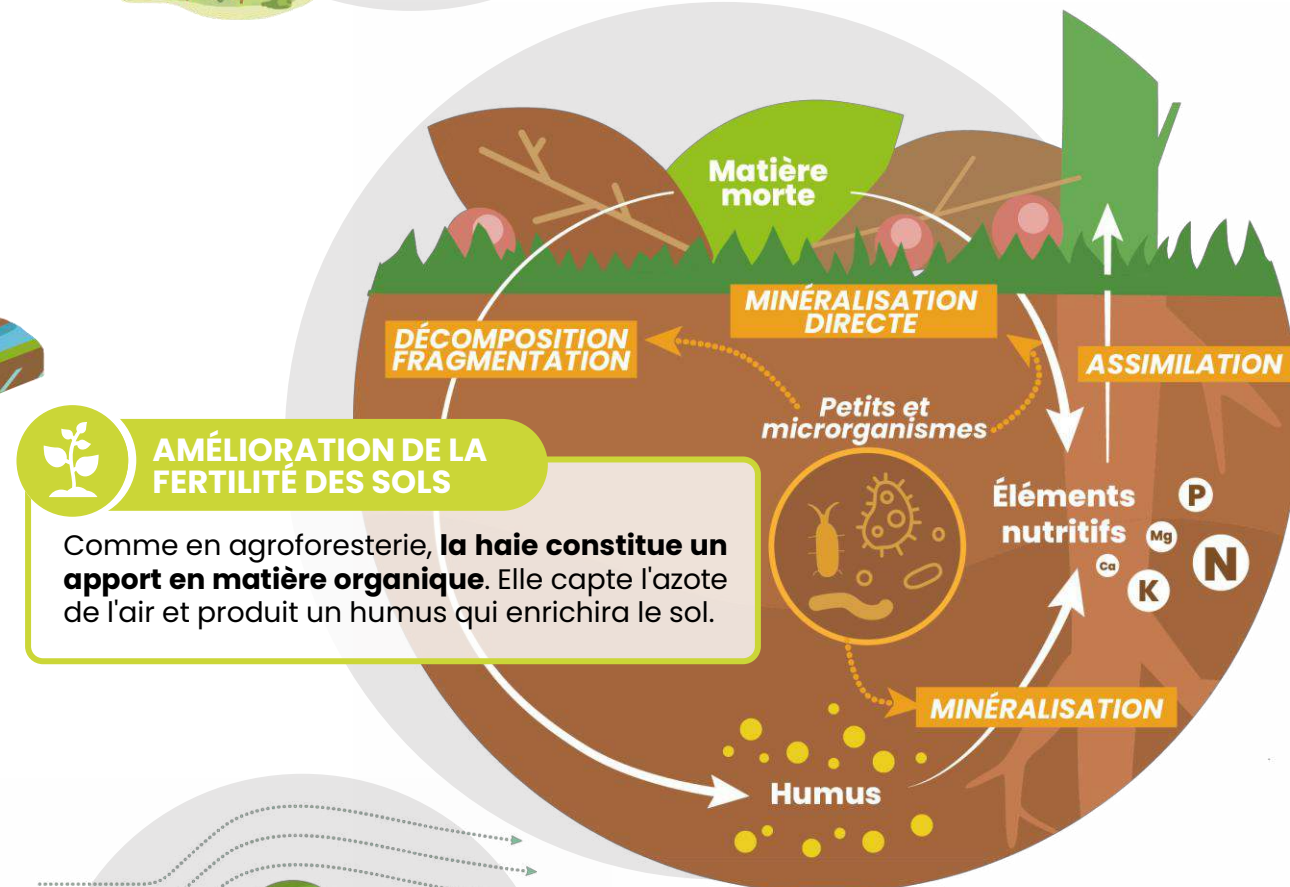 Matière
morte
MINÉRALISATION
DIRECTE
DÉCOMPOSITION
FRAGMENTATION
ASSIMILATION
Petits et
microrganismes
AMÉLIORATION DE LA
FERTILITÉ DES SOLS
Comme en agroforesterie, la haie constitue un
apport en matière organique. Elle capte l'azote
de l'air et produit un humus qui enrichira le sol.
Éléments
nutritifs
P
Mg
N
Ca
K
MINÉRALISATION
Humus